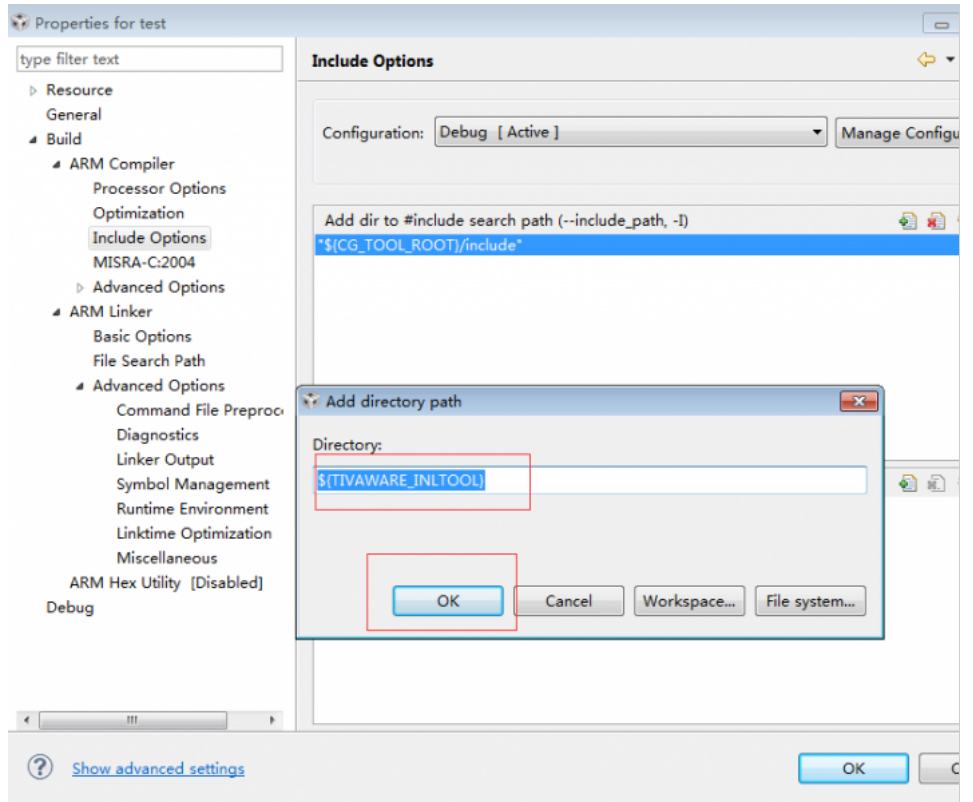 Properties for test
type filter text
Resource
General
Build
ARM Compiler
Processor Options
Optimization
Include Options
MISRA-C:2004
Advanced Options
ARM Linker
Basic Options
File Search Path
Advanced Options
Command File Preproc
Diagnostics
Linker Output
Symbol Management
Runtime Environment
Linktime Optimization
Miscellaneous
ARM Hex Utility [Disabled]
Debug
Include Options
Configuration: Debug [ Active ] Manage Configu
Add dir to #include search path (--include_path, -I)
"${CG_TOOL_ROOT}/include"
Add directory path
Directory:
${TIVAWARE_INLTOOL}
OK Cancel Workspace... File system...
Show advanced settings
OK C